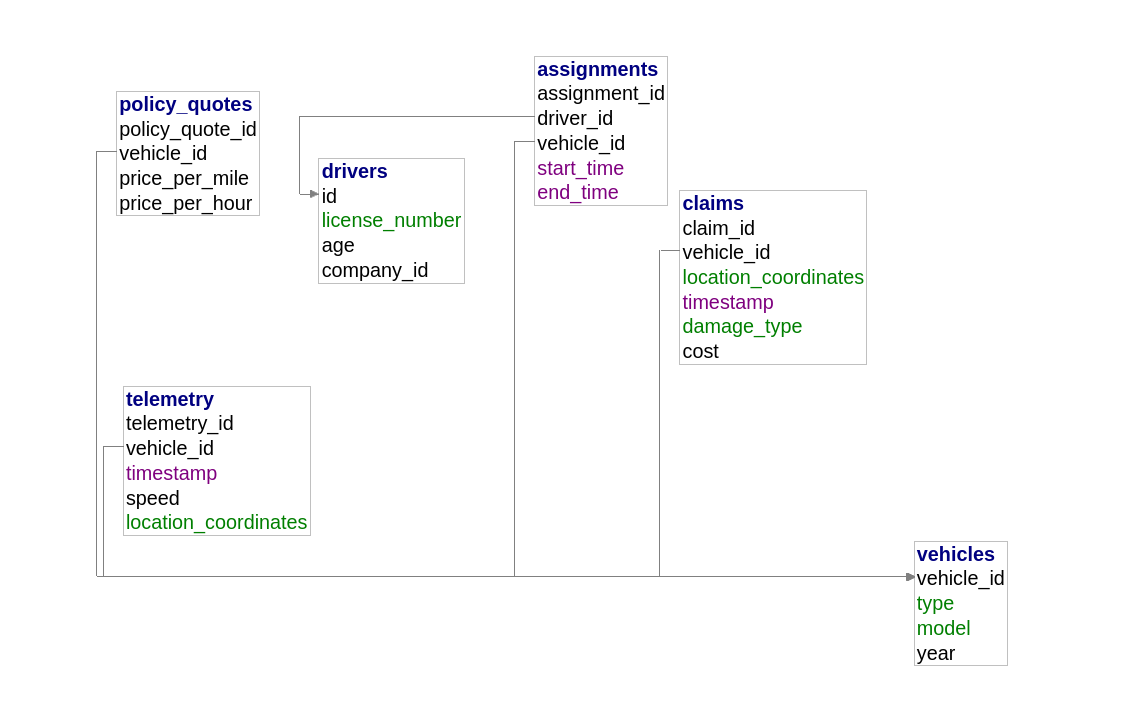 policy_quotes
policy_quote_id
vehicle_id
price_per_mile
price_per_hour
drivers
id
license_number
age
company_id
assignments
assignment_id
driver_id
vehicle_id
start_time
end_time
claims
claim_id
vehicle_id
location_coordinates
timestamp
damage_type
cost
telemetry
telemetry_id
vehicle_id
timestamp
speed
location_coordinates
vehicles
vehicle_id
type
model
year